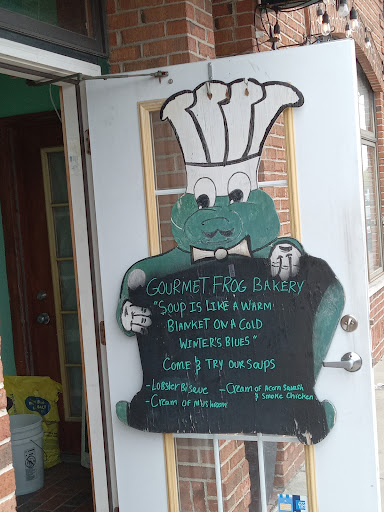 GOURMET FROG BAKERY
"SOUP IS LIKE A WARM
BLANKET ON A COLD
WINTER'S BLUES"
COME & TRY OUR SOUPS
- LOBSTER BISQUE
- CREAM OF MUSHROOM
- CREAM OF ACORN SQUASH
& SMOKE CHICKEN